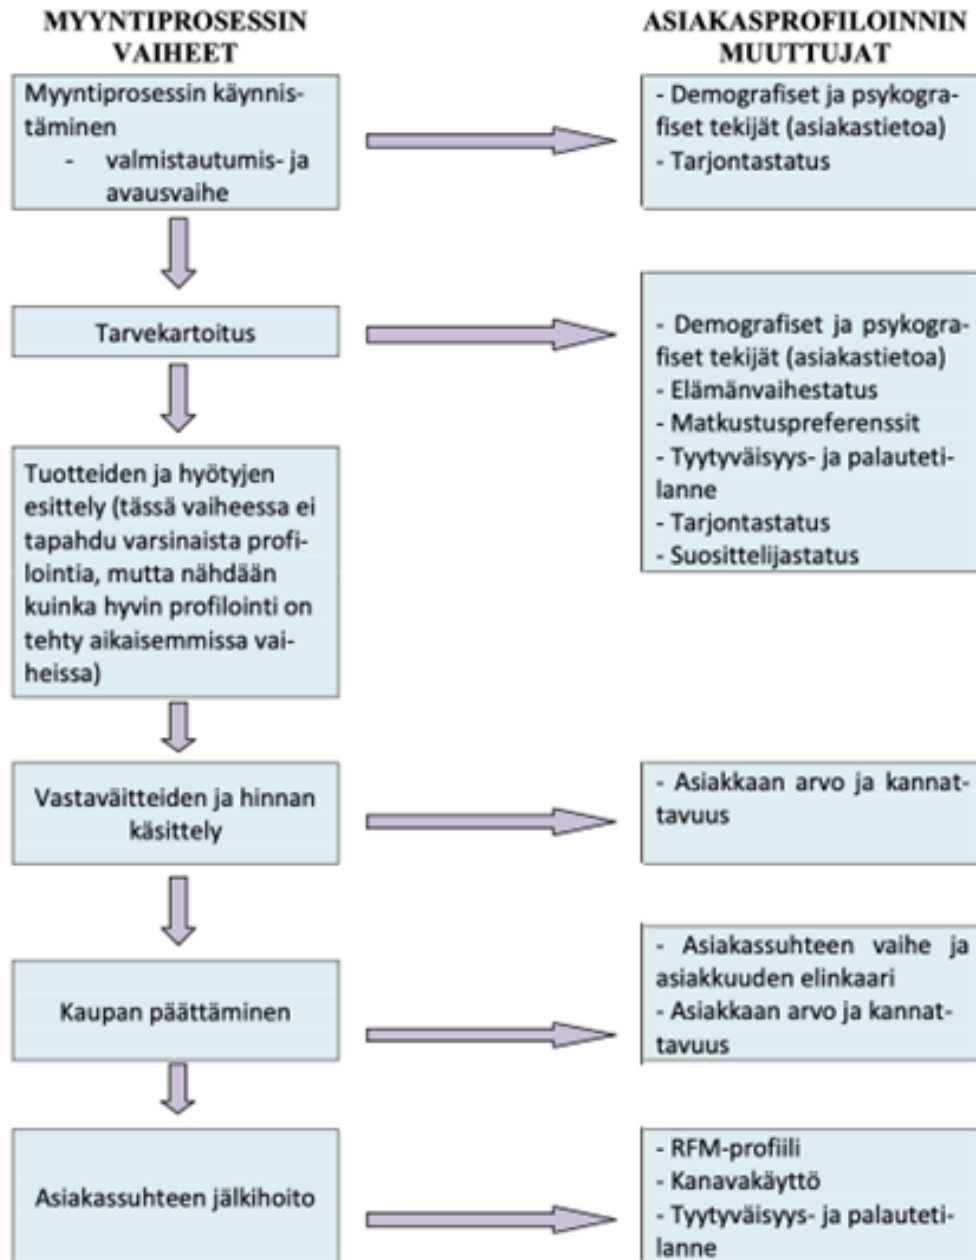 MYYNTIPROSESSIN
VAIHEET
ASIAKASPROFILOINNIN
MUUTTUJAT
Myyntiprosessin käynnis-
täminen
- valmistautumis- ja
avausvaihe
- Demografiset ja psykogra-
fiset tekijät (asiakastietoa)
- Tarjontastatus
Tarvekartoitus
- Demografiset ja psykogra-
fiset tekijät (asiakastietoa)
- Elämänvaihestatus
- Matkustuspreferenssit
- Tyytyväisyys- ja palauteti-
lanne
- Tarjontastatus
- Suosittelijastatus
Tuotteiden ja hyötyjen
esittely (tässä vaiheessa ei
tapahdu varsinaista profi-
lointia, mutta nähdään
kuinka hyvin profilointi on
tehty aikaisemmissa vai-
heissa)
Vastaväitteiden ja hinnan
käsittely
- Asiakkaan arvo ja kannat-
tavuus
Kaupan päättäminen
- Asiakassuhteen vaihe ja
asiakkuuden elinkaari
- Asiakkaan arvo ja kannat-
tavuus
Asiakassuhteen jälkihoito
- RFM-profiili
- Kanavakäyttö
- Tyytyväisyys- ja palauteti-
lanne